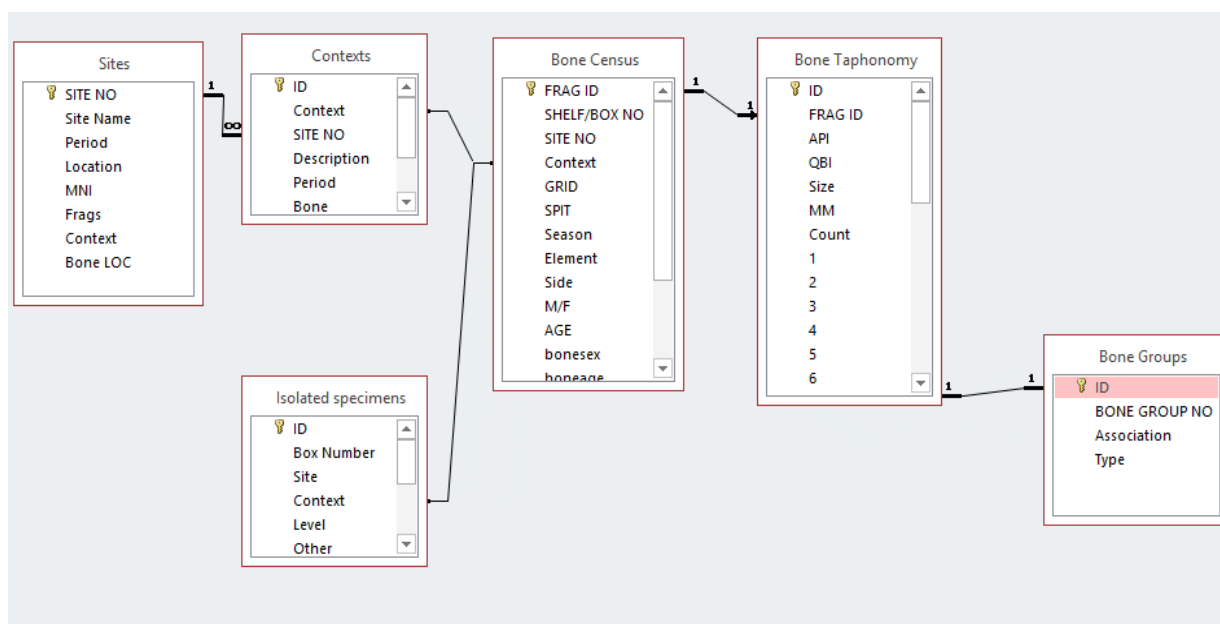 Sites
SITE NO
Site Name
Period
Location
MNI
Frags
Context
Bone LOC
1
∞
Contexts
ID
Context
SITE NO
Description
Period
Bone
Isolated specimens
ID
Box Number
Site
Context
Level
Other
Bone Census
FRAG ID
SHELF/BOX NO
SITE NO
Context
GRID
SPIT
Season
Element
Side
M/F
AGE
bonesex
boneage
1
1
Bone Taphonomy
ID
FRAG ID
API
QBI
Size
MM
Count
1
2
3
4
5
6
1
1
Bone Groups
ID
BONE GROUP NO
Association
Type